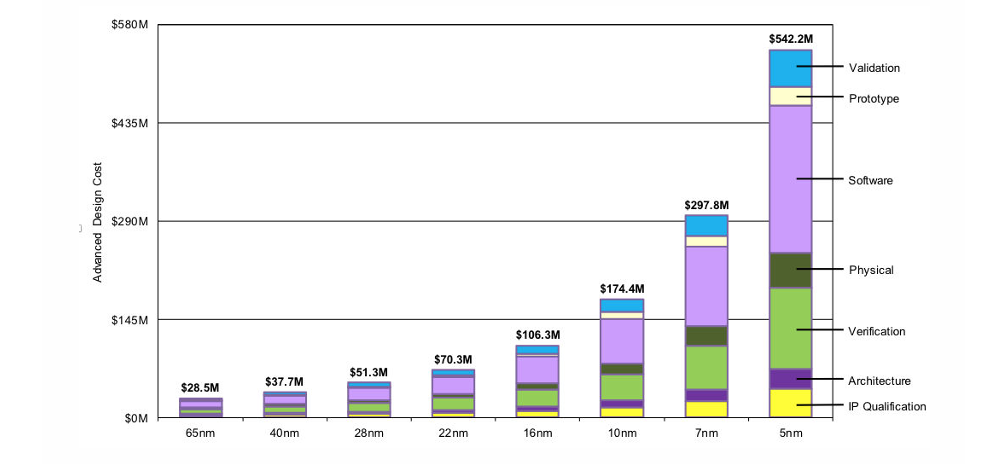 $580M
$542.2M
Validation
Prototype
$435M
Software
Advanced Design Cost
$290M
$297.8M
Physical
$174.4M
$145M
Verification
$106.3M
$70.3M
$51.3M
$37.7M
$28.5M
Architecture
IP Qualification
$0M
65nm 40nm 28nm 22nm 16nm 10nm 7nm 5nm